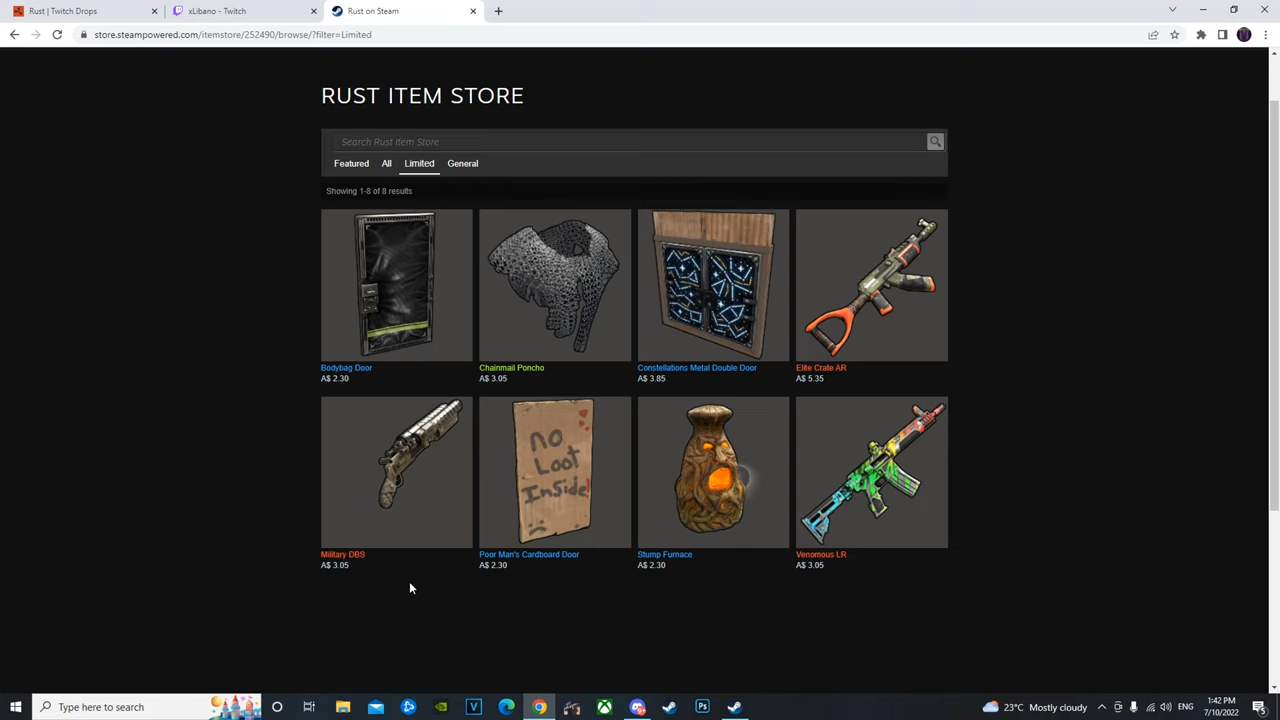 Rust | Twitch Drops
xLibano - Twitch
Rust on Steam
store.steampowered.com/itemstore/252490/browse/?filter=Limited
RUST ITEM STORE
Search Rust Item Store
Featured All Limited General
Showing 1-8 of 8 results
Bodybag Door
A$ 2.30
Chainmail Poncho
A$ 3.05
Constellations Metal Double Door
A$ 3.85
Elite Crate AR
A$ 5.35
no
Loot
Inside!
Military DBS
A$ 3.05
Poor Man's Cardboard Door
A$ 2.30
Stump Furnace
A$ 2.30
Venomous LR
A$ 3.05
Type here to search
23°C Mostly cloudy
ENG
1:42 PM
7/10/2022
5